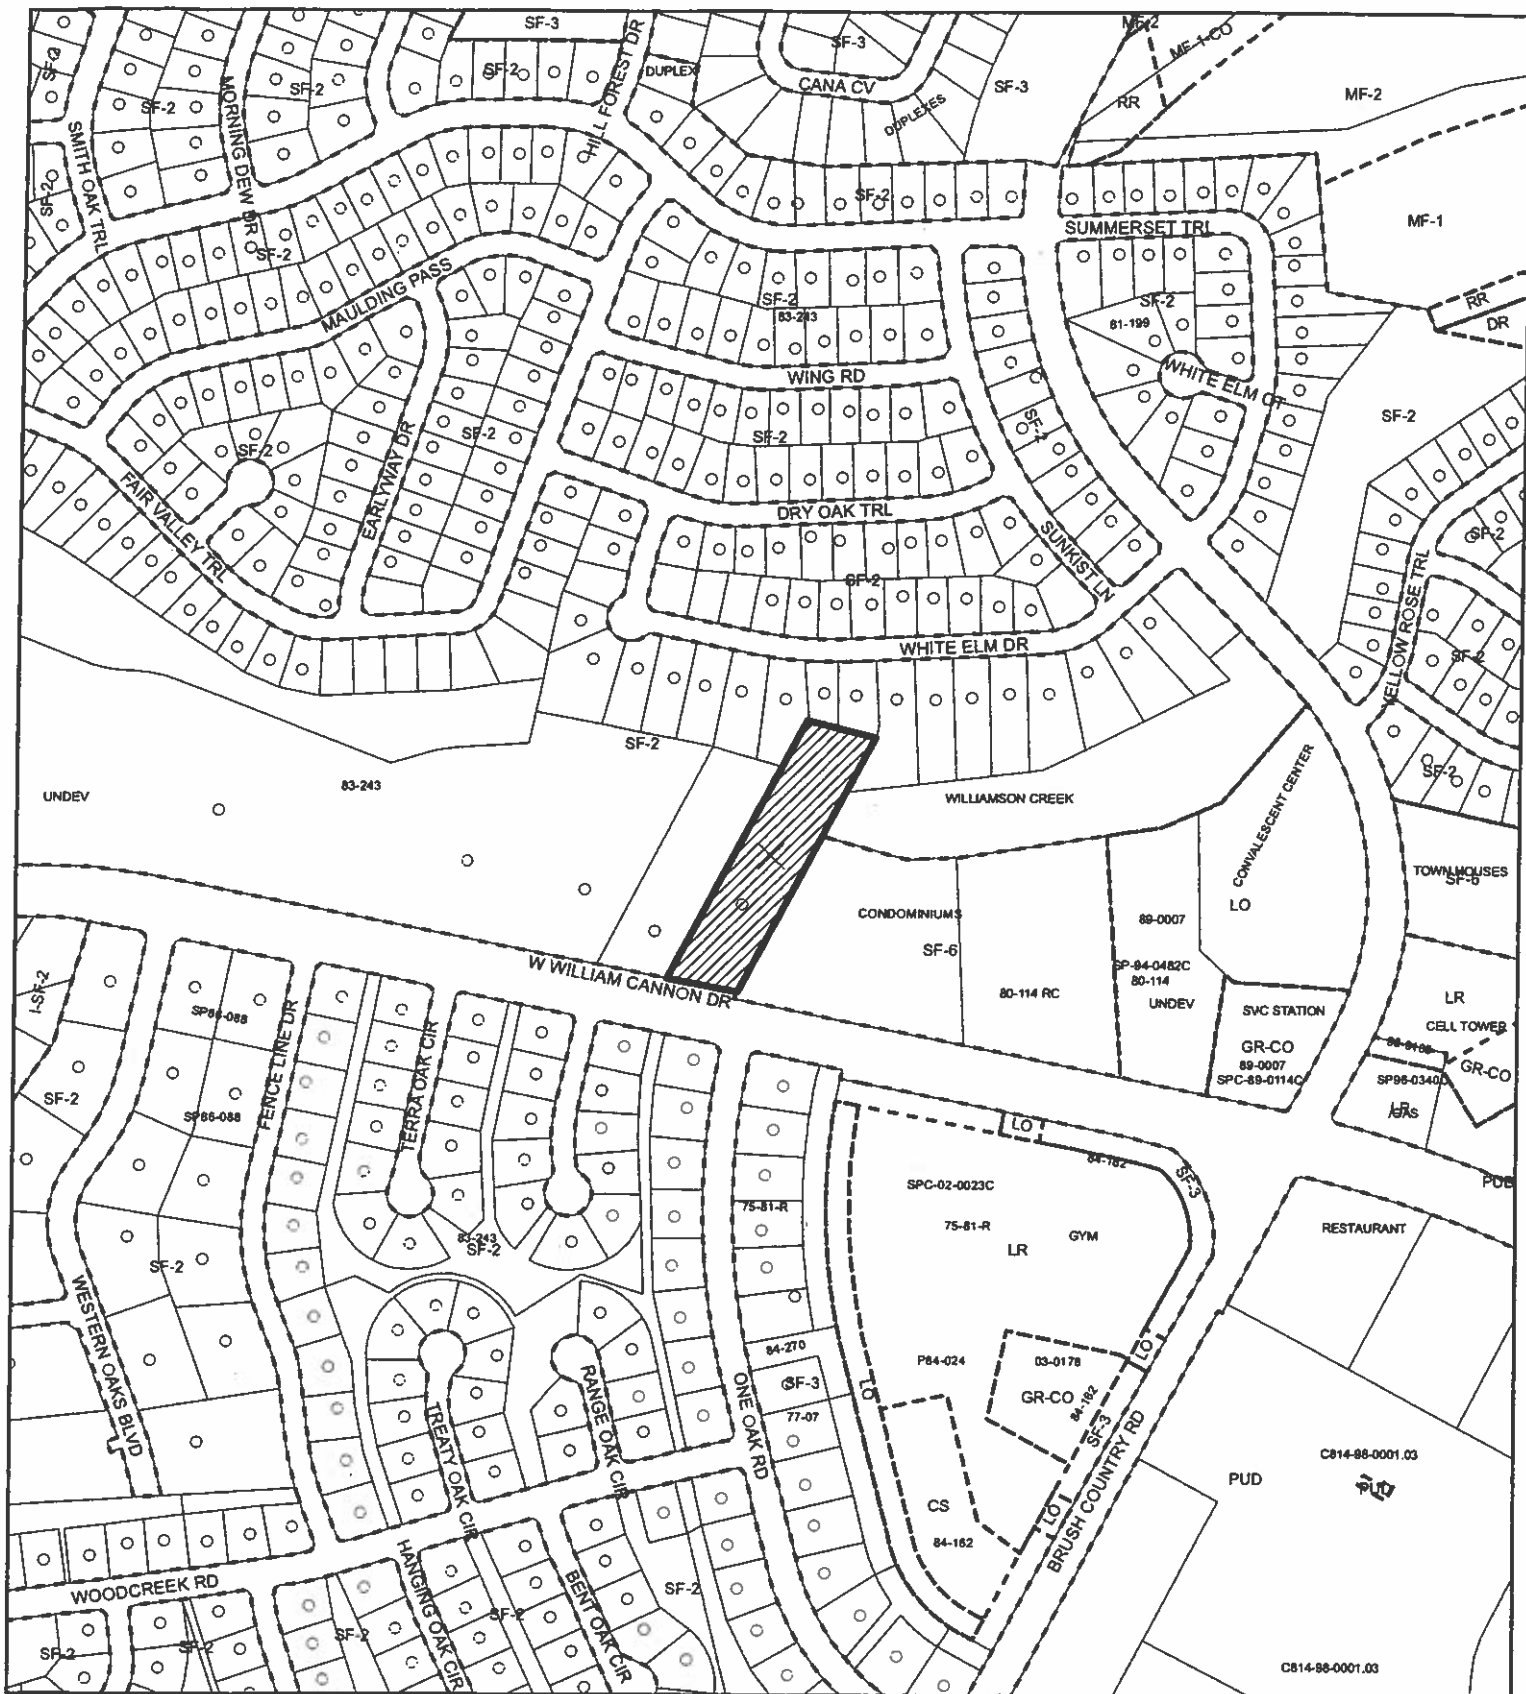 SF-3
MF-2
SF-2
SF-2
SF-2
SF-2
DUPLEX
SF-3
MF-1-CO
CANA CV
SF-3
MF-2
RR
DUPLEXES
HILL FOREST DR
MORNING DEW DR
SMITH OAK TRL
SF-2
SF-2
MF-1
SUMMERSET TRL
SF-2
MAULDING PASS
SF-2
83-243
SF-2
81-199
RR
DR
WING RD
WHITE ELM CT
SF-2
SF-2
SF-2
SF-2
SF-2
EARLYWAY DR
FAIR VALLEY TRL
DRY OAK TRL
SUNKIST LN
SF-2
YELLOW ROSE TRL
SF-2
WHITE ELM DR
SF-2
SF-2
SF-2
83-243
UNDEV
WILLIAMSON CREEK
CONVALESCENT CENTER
TOWNHOUSES
SF-6
LO
CONDOMINIUMS
SF-6
89-0007
SP-94-0482C
80-114
UNDEV
80-114 RC
W WILLIAM CANNON DR
I-SF-2
SP86-088
FENCE LINE DR
TERRA OAK CIR
SVC STATION
GR-CO
89-0007
SPC-89-0114C
LR
CELL TOWER
GR-CO
SP96-0340C
LR
/GAS
SF-2
SP86-088
LO
84-182
SF-3
PUD
SPC-02-0023C
75-81-R
75-81-R
GYM
LR
RESTAURANT
83-243
SF-2
SF-2
WESTERN OAKS BLVD
84-270
SF-3
77-07
P84-024
03-0178
GR-CO
LO
LO
84-162
SF-3
ONE OAK RD
RANGE OAK CIR
TREATY OAK CIR
C814-98-0001.03
PUD
PUD
CS
84-162
LO
BRUSH COUNTRY RD
WOODCREEK RD
HANGING OAK CIR
BENT OAK CIR
SF-2
SF-2
SF-2
SF-2
SF-2
C814-98-0001.03